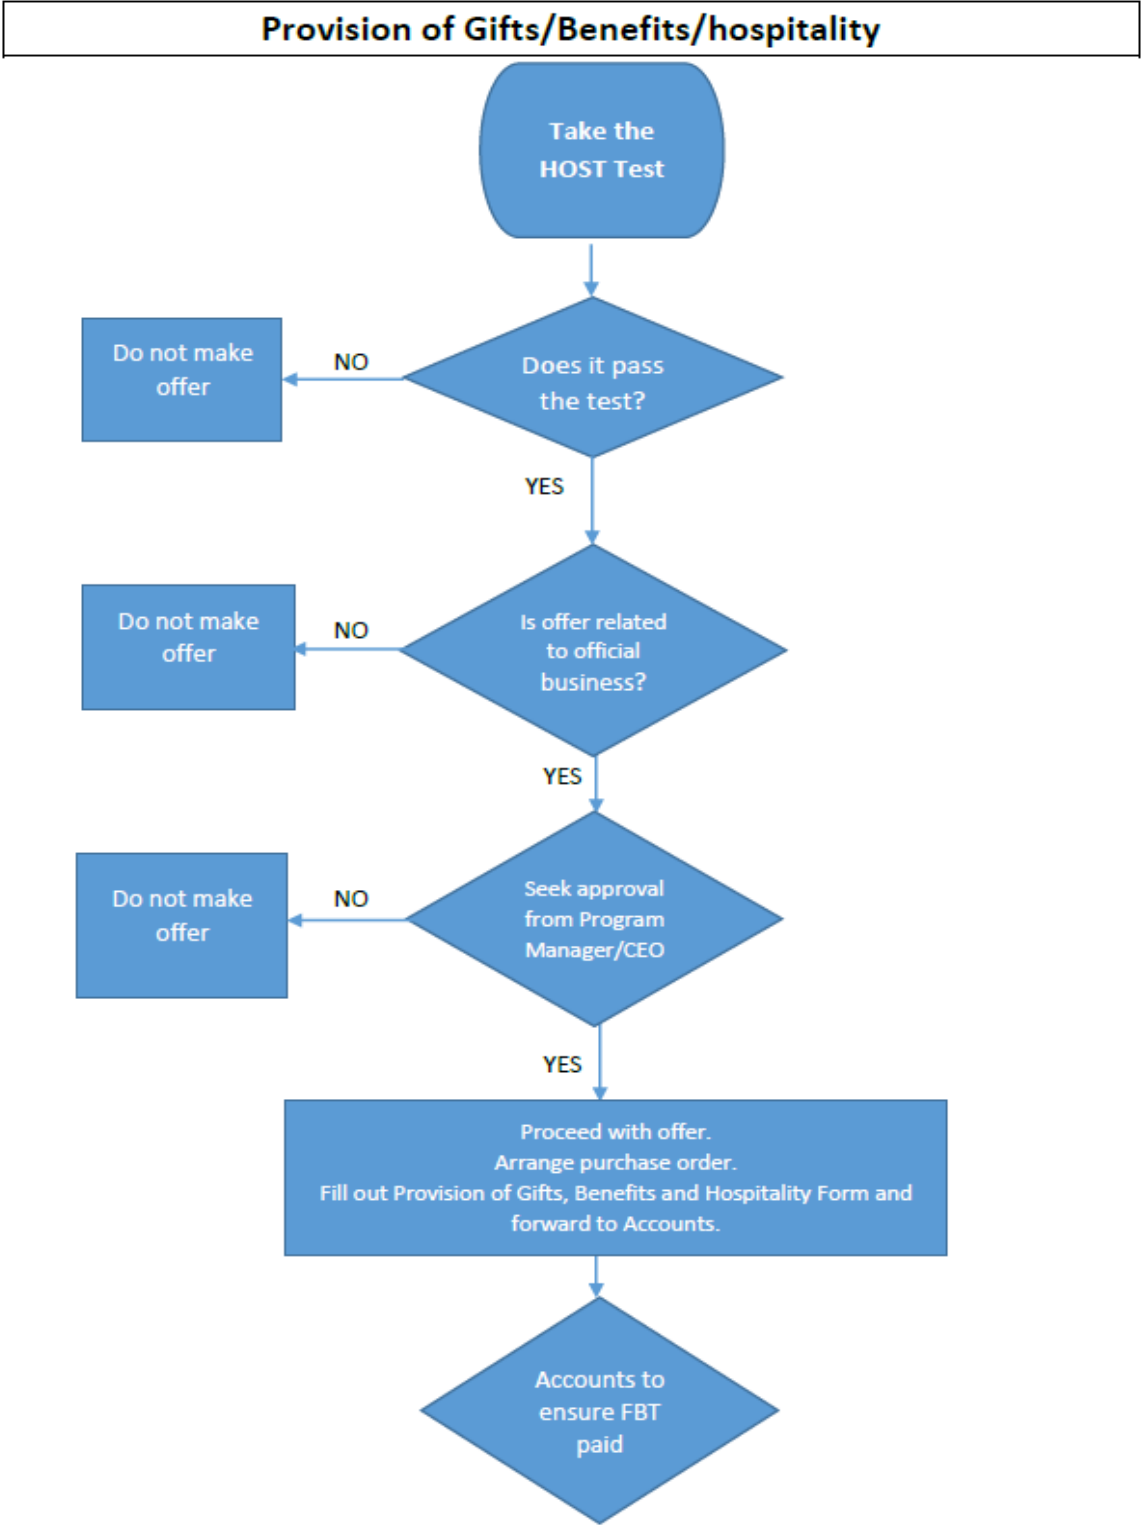 Provision of Gifts/Benefits/hospitality
Take the
HOST Test
Does it pass
the test?
NO
Do not make
offer
YES
Is offer related
to official
business?
NO
Do not make
offer
YES
Seek approval
from Program
Manager/CEO
NO
Do not make
offer
YES
Proceed with offer.
Arrange purchase order.
Fill out Provision of Gifts, Benefits and Hospitality Form and
forward to Accounts.
Accounts to
ensure FBT
paid